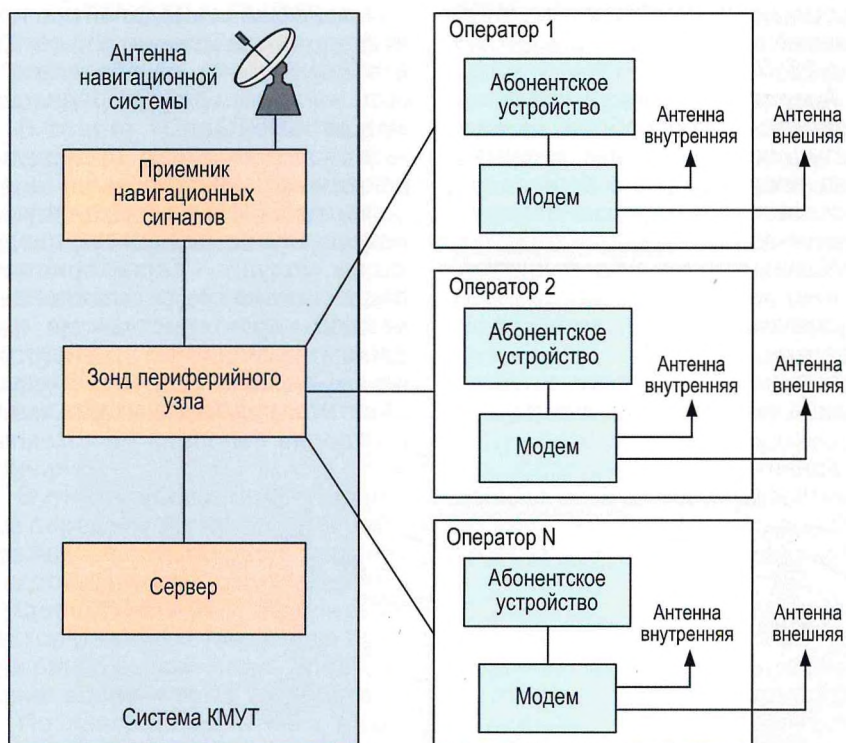 Антенна
навигационной
системы
Приемник
навигационных
сигналов
Зонд периферийного
узла
Сервер
Система КМУТ
Оператор 1
Абонентское
устройство
Модем
Антенна
внутренняя
Антенна
внешняя
Оператор 2
Абонентское
устройство
Модем
Антенна
внутренняя
Антенна
внешняя
Оператор N
Абонентское
устройство
Модем
Антенна
внутренняя
Антенна
внешняя